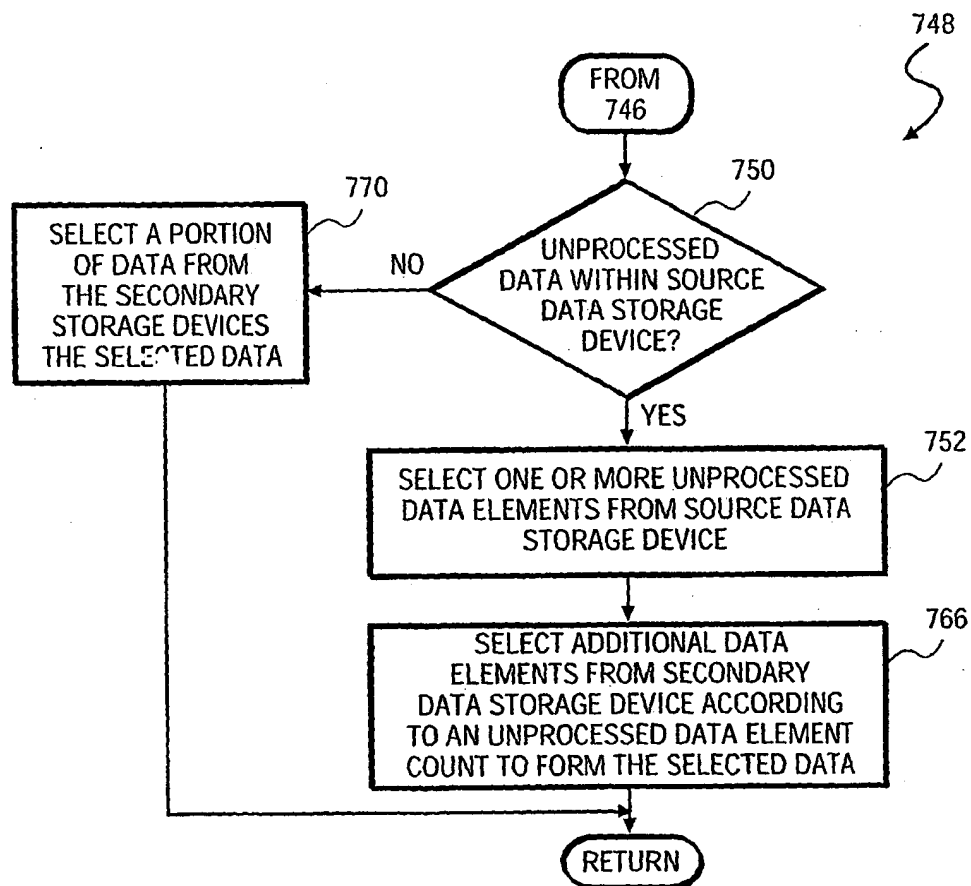 748
FROM
746
750
UNPROCESSED
DATA WITHIN SOURCE
DATA STORAGE
DEVICE?
NO
770
SELECT A PORTION
OF DATA FROM
THE SECONDARY
STORAGE DEVICES
THE SELECTED DATA
YES
752
SELECT ONE OR MORE UNPROCESSED
DATA ELEMENTS FROM SOURCE DATA
STORAGE DEVICE
766
SELECT ADDITIONAL DATA
ELEMENTS FROM SECONDARY
DATA STORAGE DEVICE ACCORDING
TO AN UNPROCESSED DATA ELEMENT
COUNT TO FORM THE SELECTED DATA
RETURN